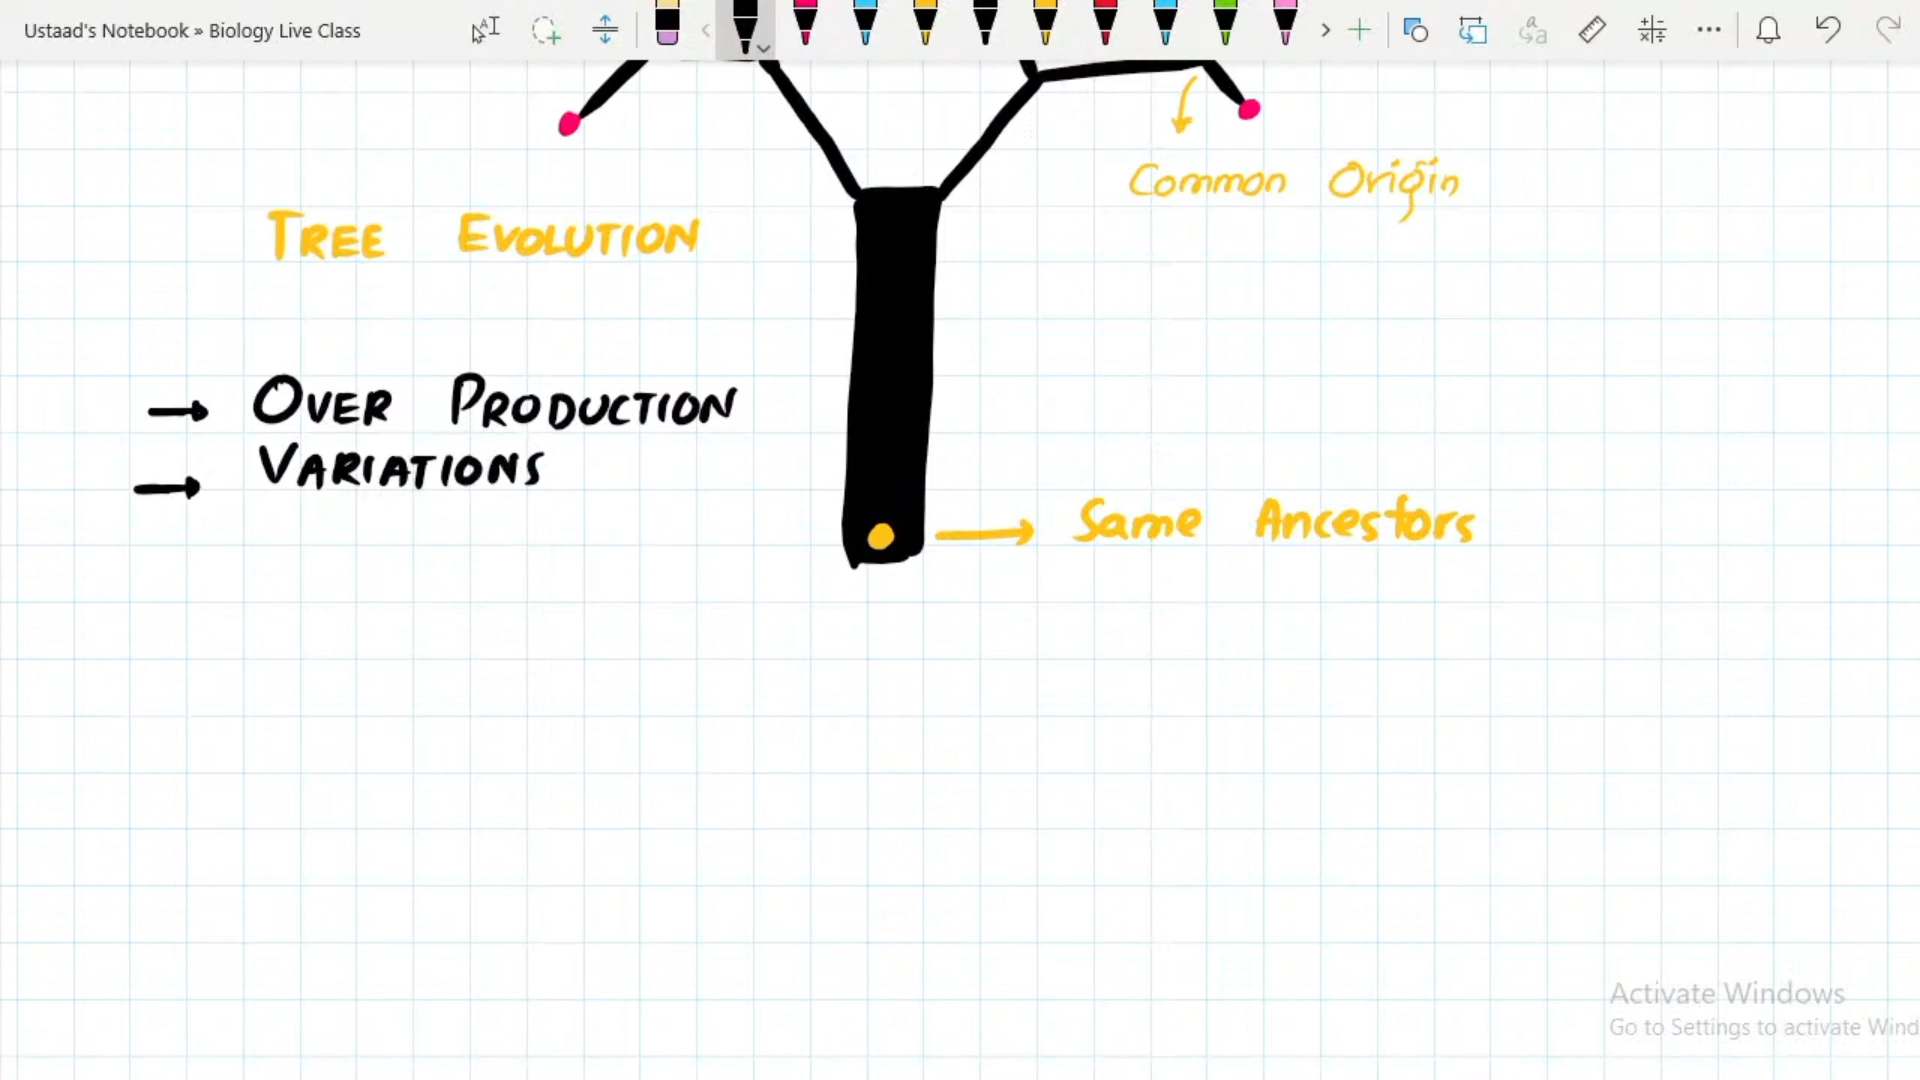 Ustaad's Notebook » Biology Live Class
Common Origin
TREE EVOLUTION
→ OVER PRODUCTION
→ VARIATIONS
→ Same Ancestors
Activate Windows
Go to Settings to activate Wind